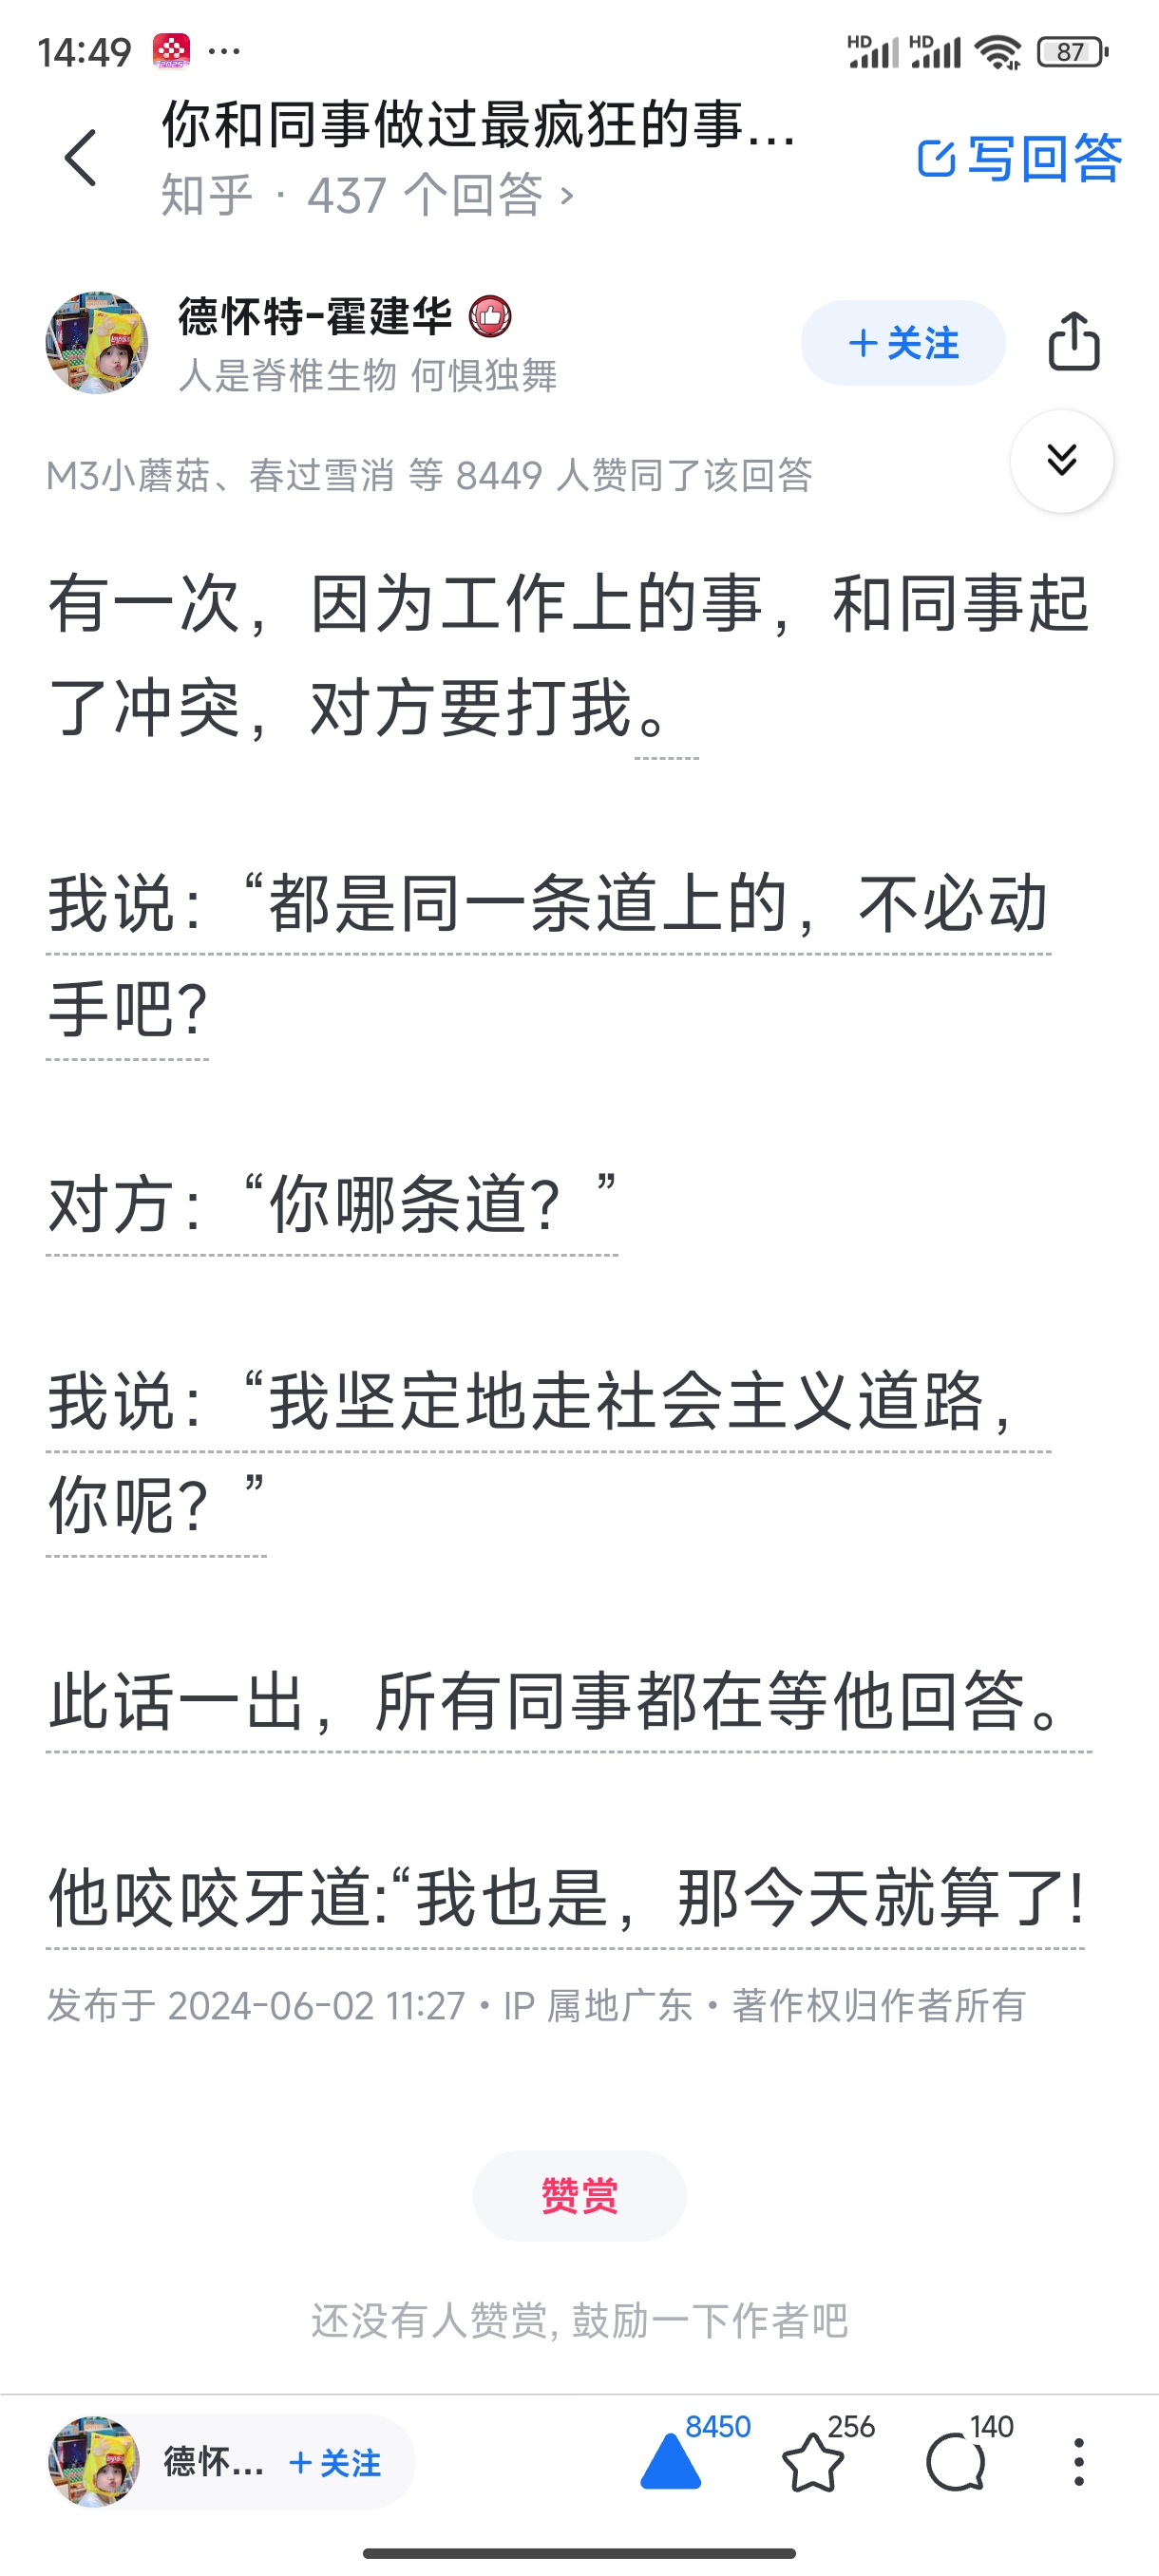 14:49 ... HD HD 87
你和同事做过最疯狂的事...
知乎 · 437 个回答 >
写回答
德怀特-霍建华
人是脊椎生物 何惧独舞
+ 关注
M3小蘑菇、春过雪消 等 8449 人赞同了该回答
有一次，因为工作上的事，和同事起
了冲突，对方要打我。
我说：“都是同一条道上的，不必动
手吧？
对方：“你哪条道？”
我说：“我坚定地走社会主义道路，
你呢？”
此话一出，所有同事都在等他回答。
他咬咬牙道:“我也是，那今天就算了!
发布于 2024-06-02 11:27 • IP 属地广东 • 著作权归作者所有
赞赏
还没有人赞赏, 鼓励一下作者吧
德怀... + 关注 8450 256 140